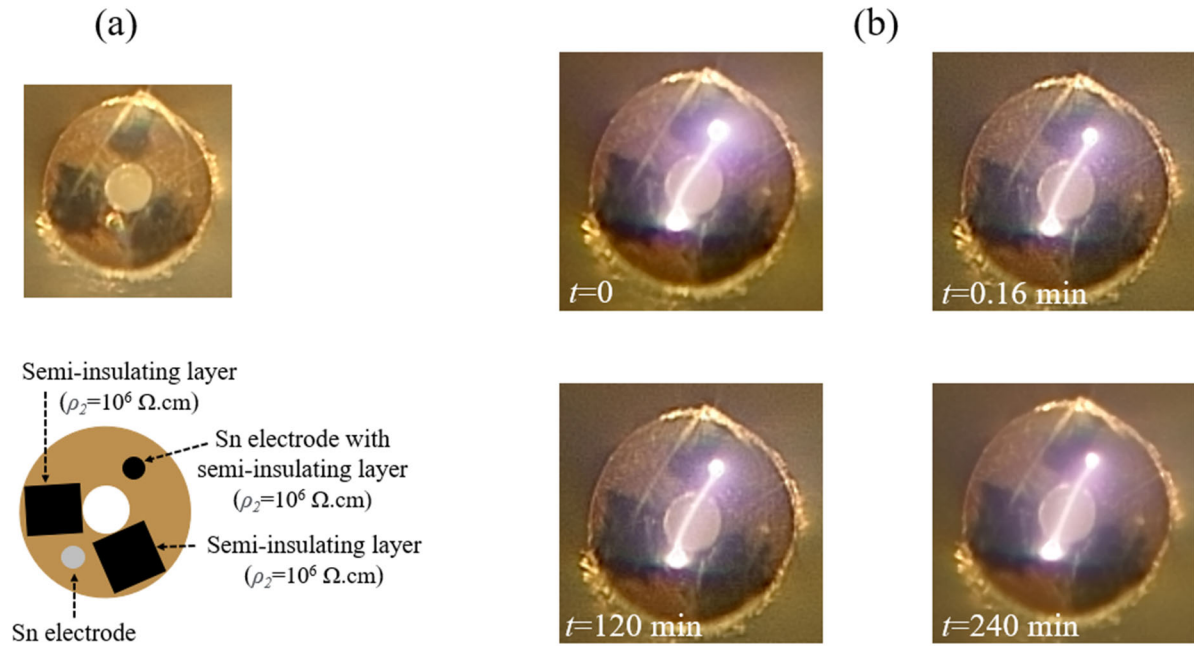 (a)
(b)
t=0
t=0.16 min
Semi-insulating layer
(ρ₂=10⁶ Ω.cm)
Sn electrode with
semi-insulating layer
(ρ₂=10⁶ Ω.cm)
Semi-insulating layer
(ρ₂=10⁶ Ω.cm)
Sn electrode
t=120 min
t=240 min